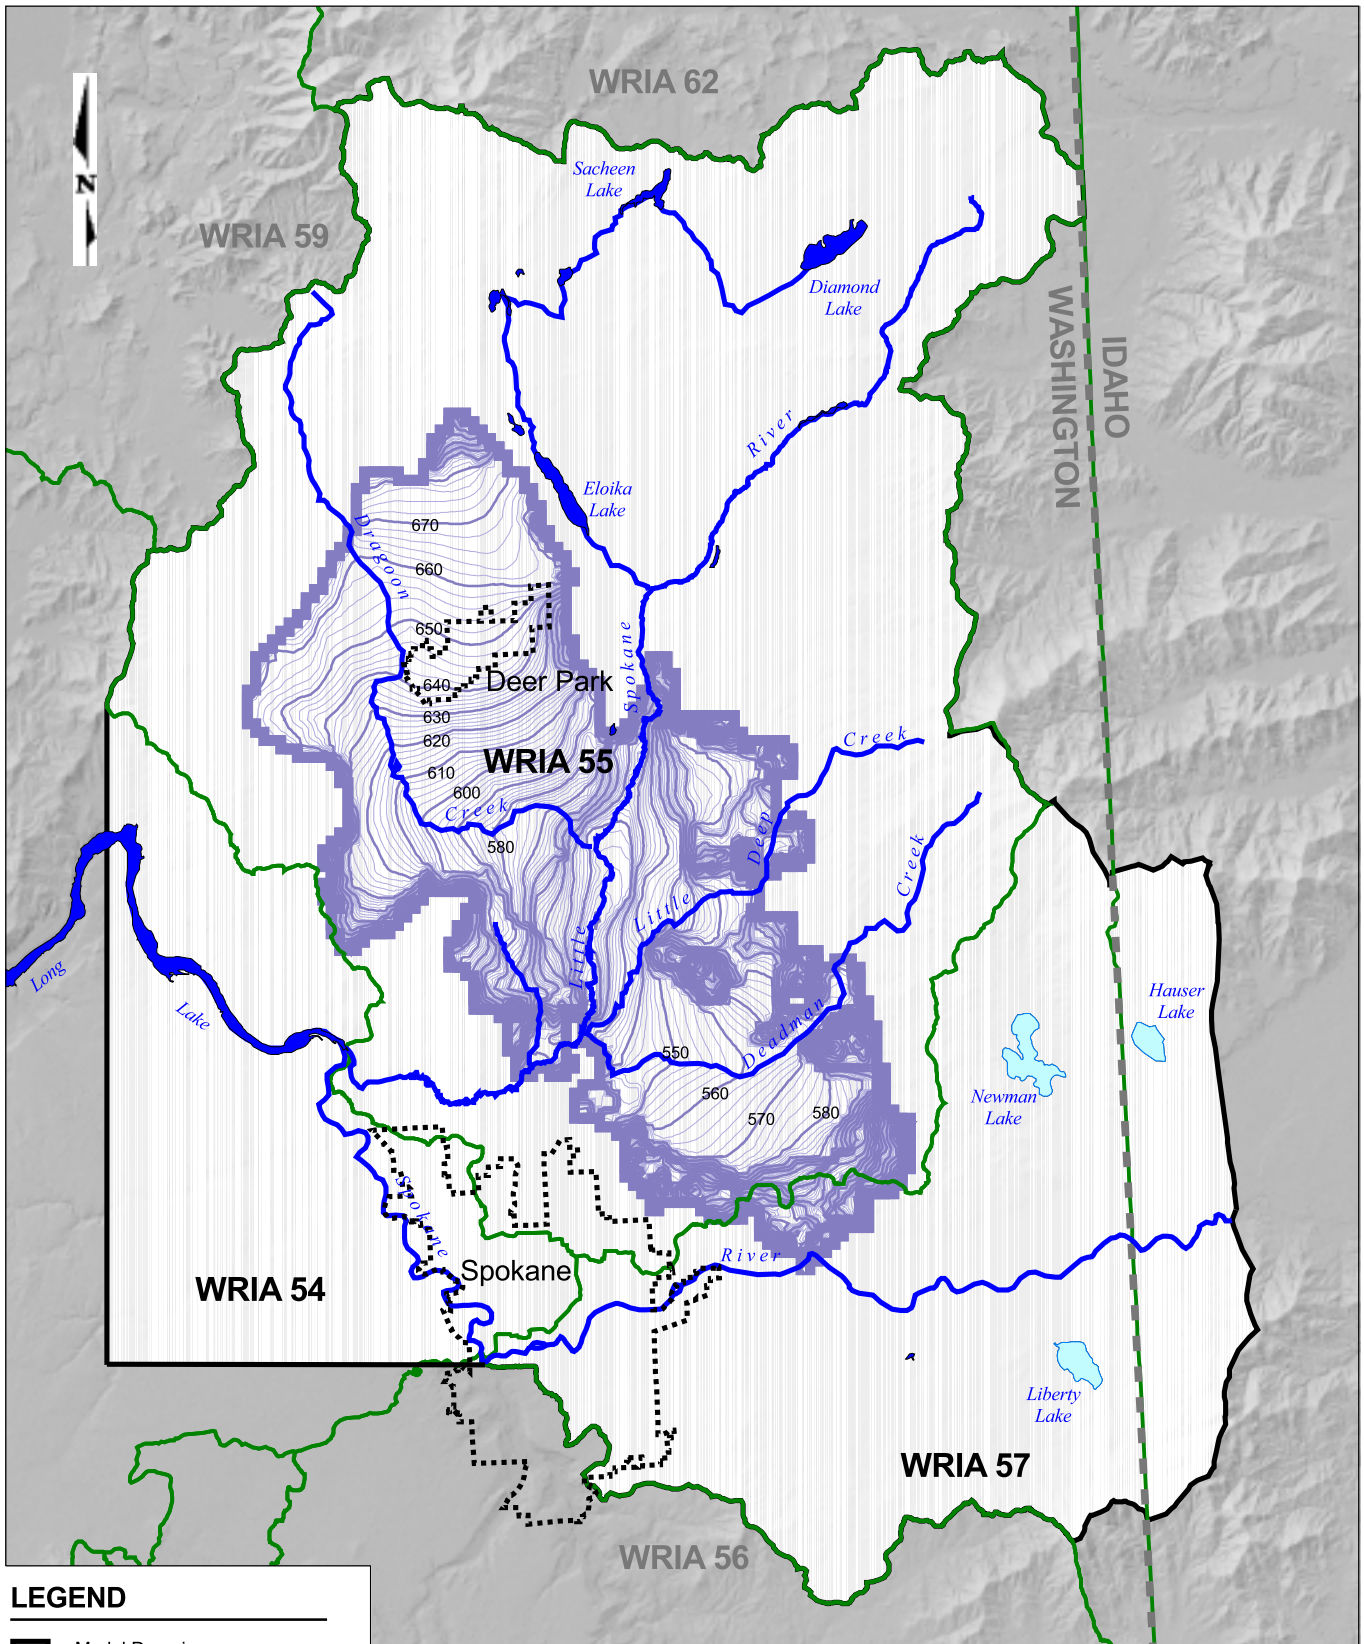 WRIA 62
Sacheen
Lake
N
WRIA 59
Diamond
Lake
WASHINGTON
IDAHO
River
Eloika
Lake
670
Dragoon
660
650
Spokane
Deer Park
640
630
620
WRIA 55
610
600
Creek
Creek
580
Deep
Creek
Little
Little
Long
Lake
Hauser
Lake
Deadman
550
560
570
580
Newman
Lake
Spokane
River
Spokane
WRIA 54
Liberty
Lake
WRIA 57
WRIA 56
LEGEND